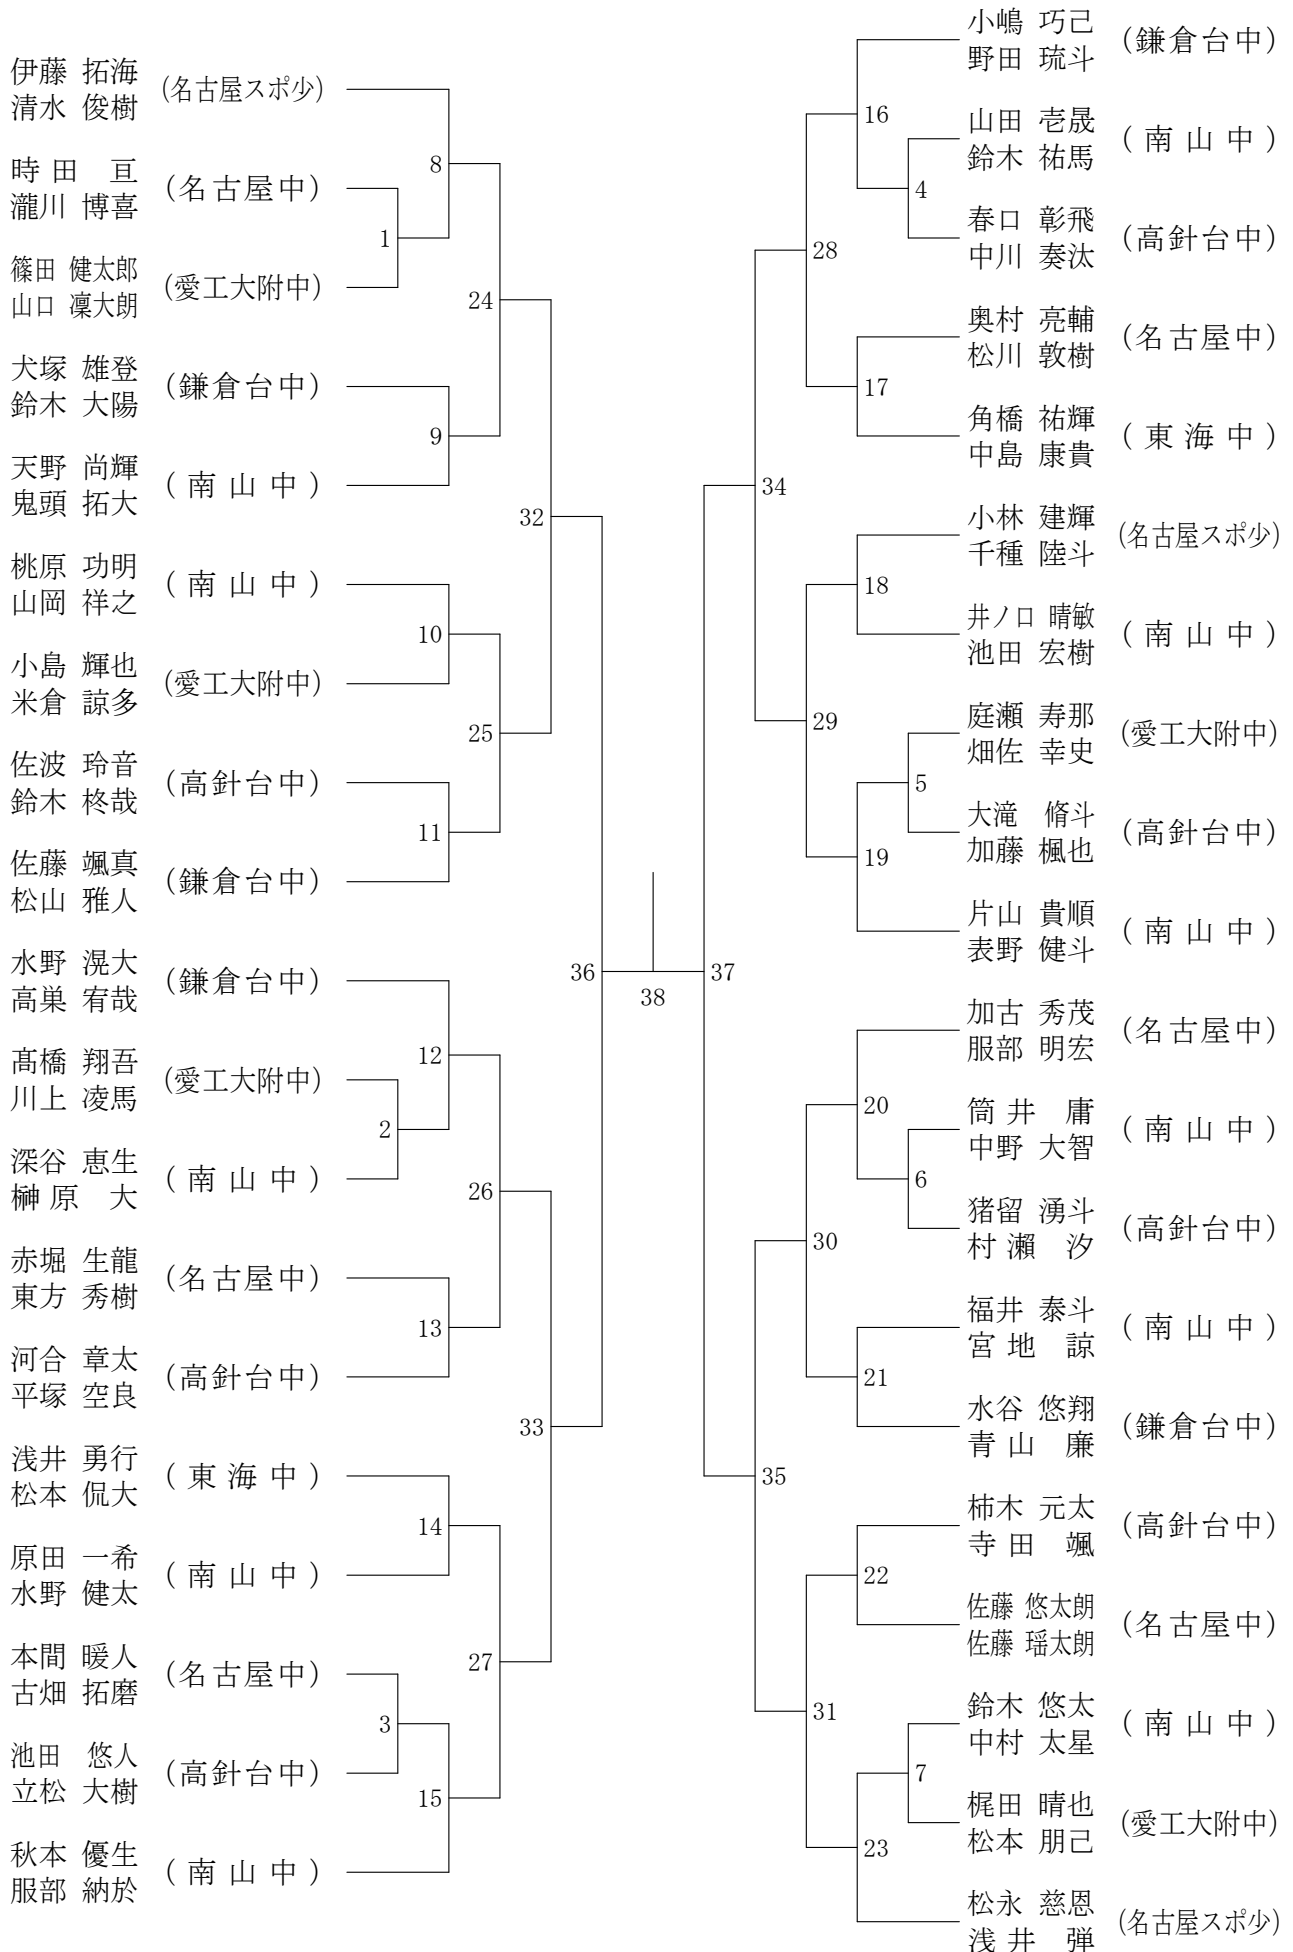 伊藤 拓海
清水 俊樹
(名古屋スポ少)
時田 亘
瀧川 博喜
(名古屋中)
篠田 健太郎
山口 凜大朗
(愛工大附中)
犬塚 雄登
鈴木 大陽
(鎌倉台中)
天野 尚輝
鬼頭 拓大
(南山中)
桃原 功明
山岡 祥之
(南山中)
小島 輝也
米倉 諒多
(愛工大附中)
佐波 玲音
鈴木 柊哉
(高針台中)
佐藤 颯真
松山 雅人
(鎌倉台中)
水野 滉大
高巣 宥哉
(鎌倉台中)
髙橋 翔吾
川上 凌馬
(愛工大附中)
深谷 恵生
榊原 大
(南山中)
赤堀 生龍
東方 秀樹
(名古屋中)
河合 章太
平塚 空良
(高針台中)
浅井 勇行
松本 侃大
(東海中)
原田 一希
水野 健太
(南山中)
本間 暖人
古畑 拓磨
(名古屋中)
池田 悠人
立松 大樹
(高針台中)
秋本 優生
服部 納於
(南山中)
1
2
3
8
9
10
11
12
13
14
15
24
25
26
27
32
33
36
38
37
34
35
28
29
30
31
16
17
18
19
20
21
22
23
4
5
6
7
小嶋 巧己
野田 琉斗
(鎌倉台中)
山田 壱晟
鈴木 祐馬
(南山中)
春口 彰飛
中川 奏汰
(高針台中)
奥村 亮輔
松川 敦樹
(名古屋中)
角橋 祐輝
中島 康貴
(東海中)
小林 建輝
千種 陸斗
(名古屋スポ少)
井ノ口 晴敏
池田 宏樹
(南山中)
庭瀬 寿那
畑佐 幸史
(愛工大附中)
大滝 脩斗
加藤 楓也
(高針台中)
片山 貴順
表野 健斗
(南山中)
加古 秀茂
服部 明宏
(名古屋中)
筒井 庸
中野 大智
(南山中)
猪留 湧斗
村瀬 汐
(高針台中)
福井 泰斗
宮地 諒
(南山中)
水谷 悠翔
青山 廉
(鎌倉台中)
柿木 元太
寺田 颯
(高針台中)
佐藤 悠太朗
佐藤 瑶太朗
(名古屋中)
鈴木 悠太
中村 太星
(南山中)
梶田 晴也
松本 朋己
(愛工大附中)
松永 慈恩
浅井 弾
(名古屋スポ少)